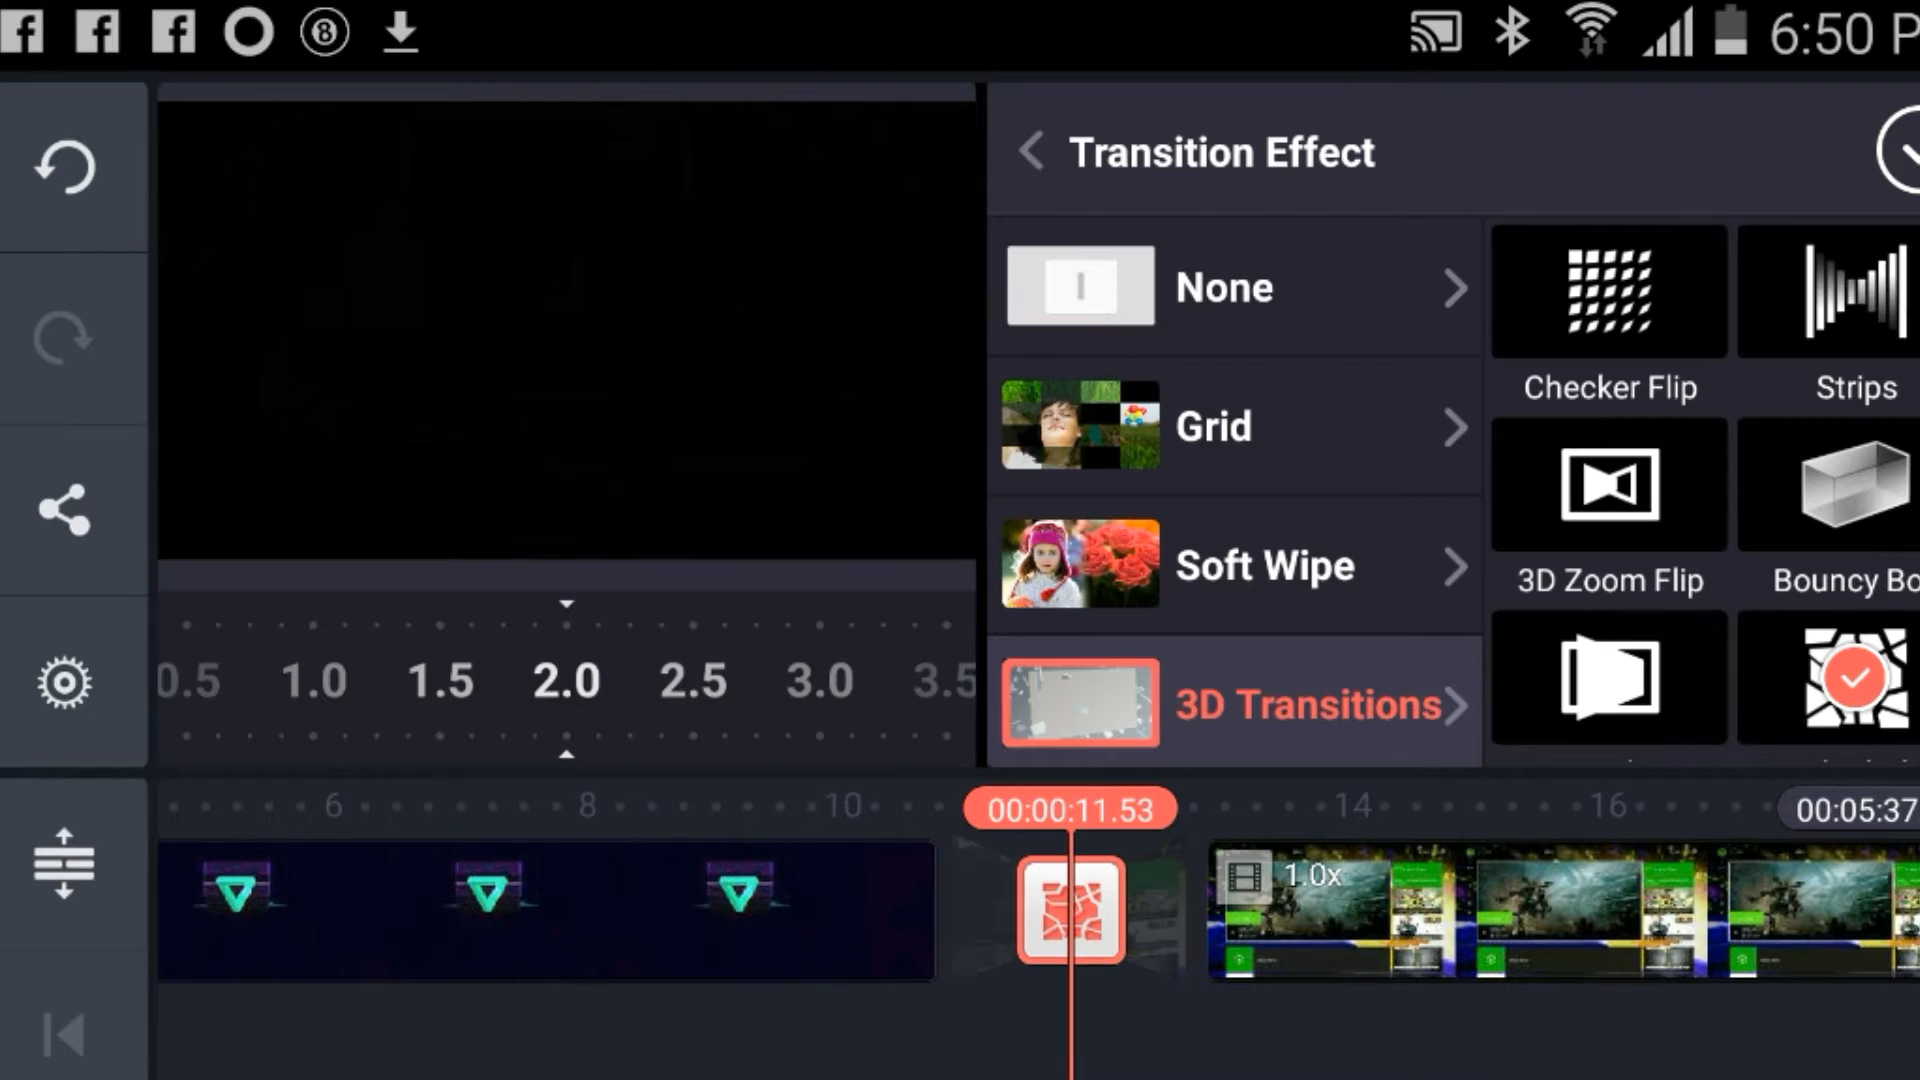 6:50 P
Transition Effect
None
Grid
Soft Wipe
3D Transitions
Checker Flip
Strips
3D Zoom Flip
Bouncy Bo
0.5 1.0 1.5 2.0 2.5 3.0 3.5
6 8 10 14 16
00:00:11.53
00:05:37
1.0x